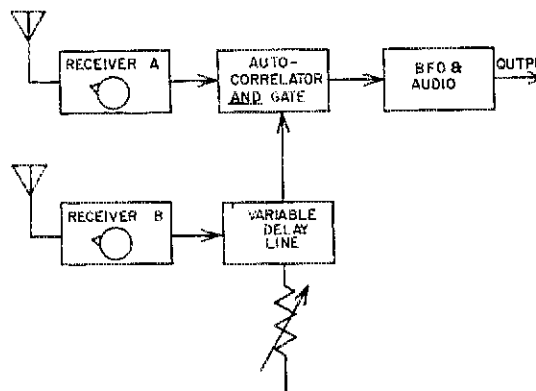 RECEIVER A
AUTO-
CORRELATOR
AND GATE
BFO &
AUDIO
OUTPU
RECEIVER B
VARIABLE
DELAY
LINE